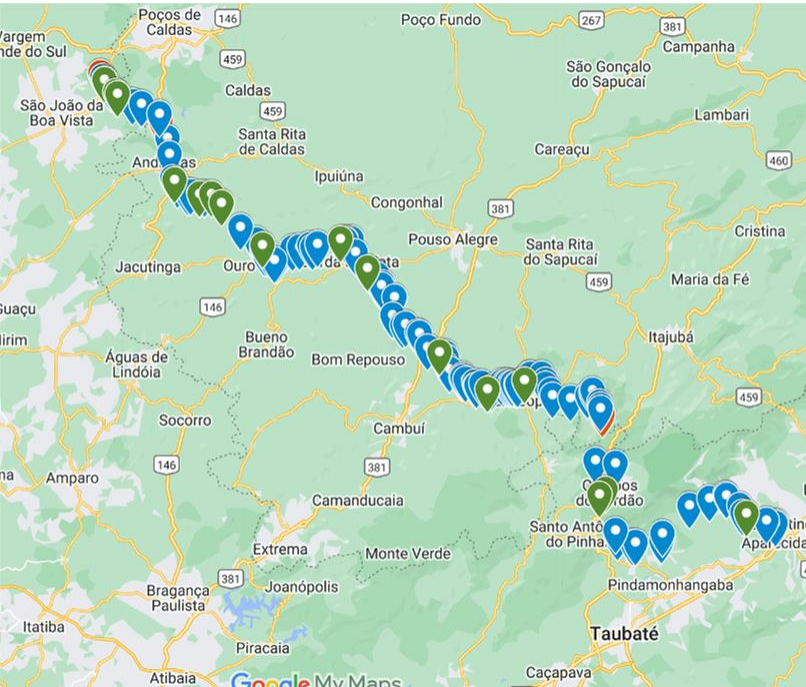 Poços de
Caldas
146
Poço Fundo
267
381
Campanha
Vargem
nde do Sul
459
São Gonçalo
do Sapucaí
Caldas
São João da
Boa Vista
459
Lambari
Santa Rita
de Caldas
Careaçu
460
Ipuiúna
Congonhal
381
Cristina
Pouso Alegre
Santa Rita
do Sapucaí
Jacutinga
Ouro
459
Maria da Fé
146
Bueno
Brandão
Itajubá
Bom Repouso
Águas de
Lindóia
459
Socorro
Cambuí
146
381
Amparo
Camanducaia
Santo Antô
do Pinha
Extrema
Monte Verde
381
Joanópolis
Pindamonhangaba
Bragança
Paulista
Itatiba
Taubaté
Piracaia
Atibaia
Google My Maps
Caçapava